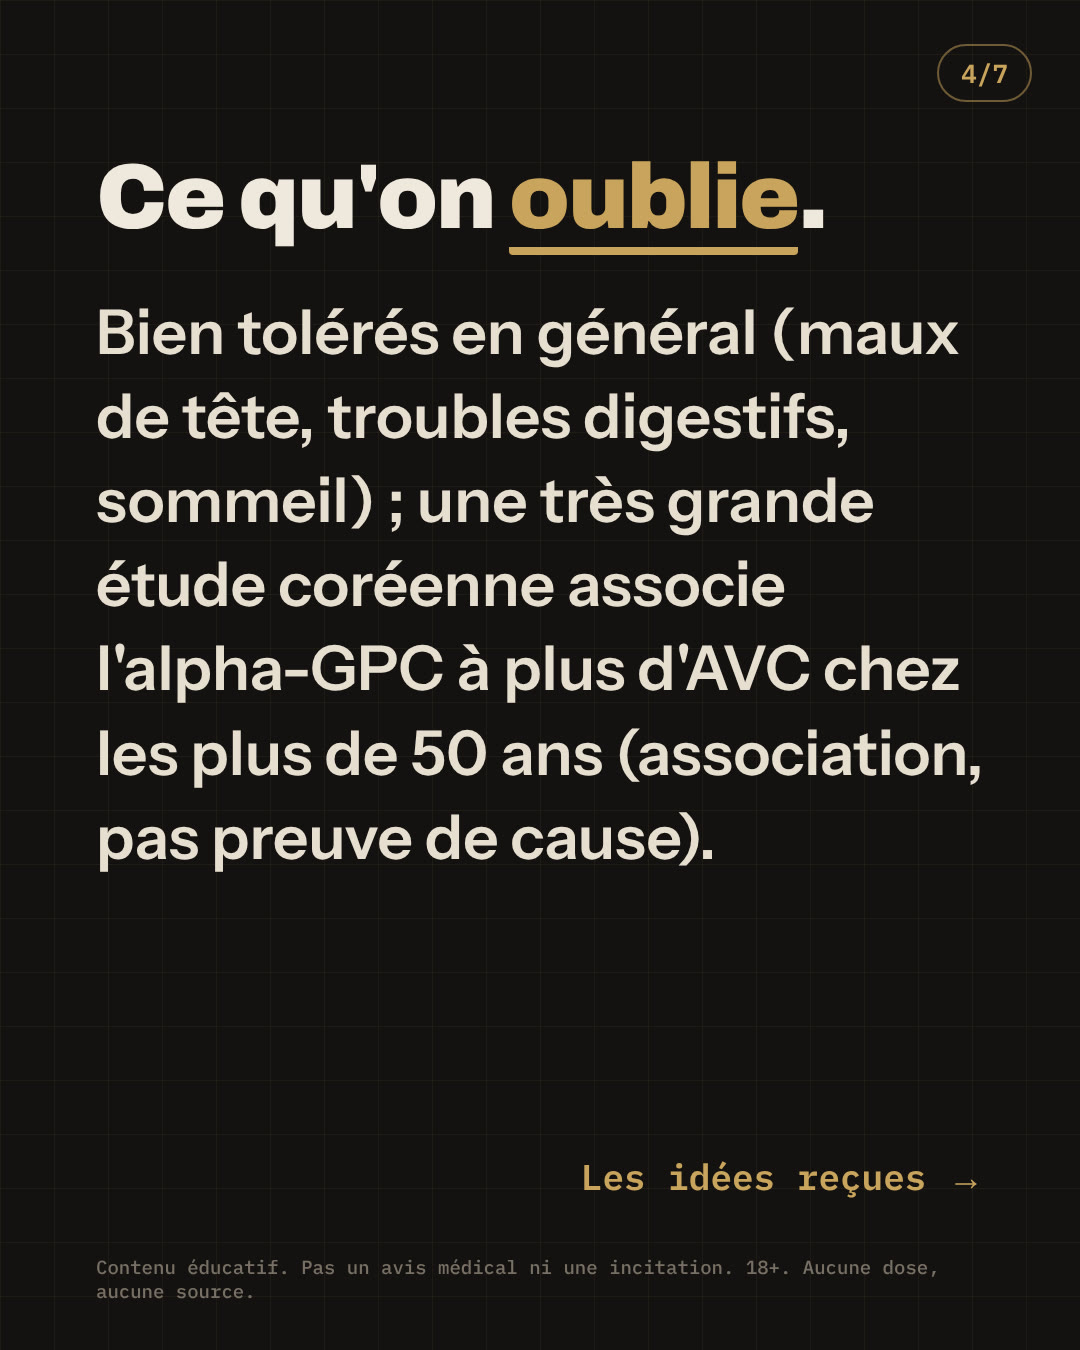 4/7
Ce qu'on oublie.
Bien tolérés en général (maux
de tête, troubles digestifs,
sommeil) ; une très grande
étude coréenne associe
l'alpha-GPC à plus d'AVC chez
les plus de 50 ans (association,
pas preuve de cause).
Les idées reçues →
Contenu éducatif. Pas un avis médical ni une incitation. 18+. Aucune dose,
aucune source.